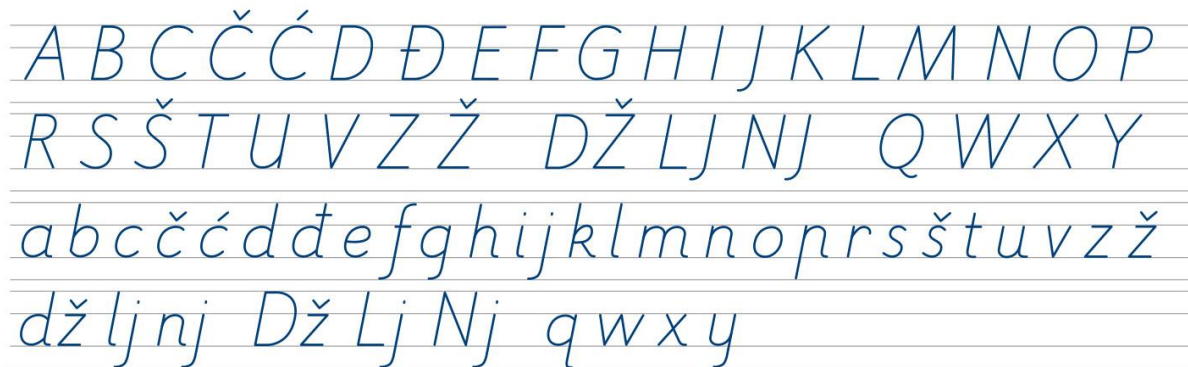 A B C Č Ć D Đ E F G H I J K L M N O P
R S Š T U V Z Ž DŽ LJ NJ Q W X Y
a b c č ć d đ e f g h i j k l m n o p r s š t u v z ž
dž lj nj Dž Lj Nj q w x y